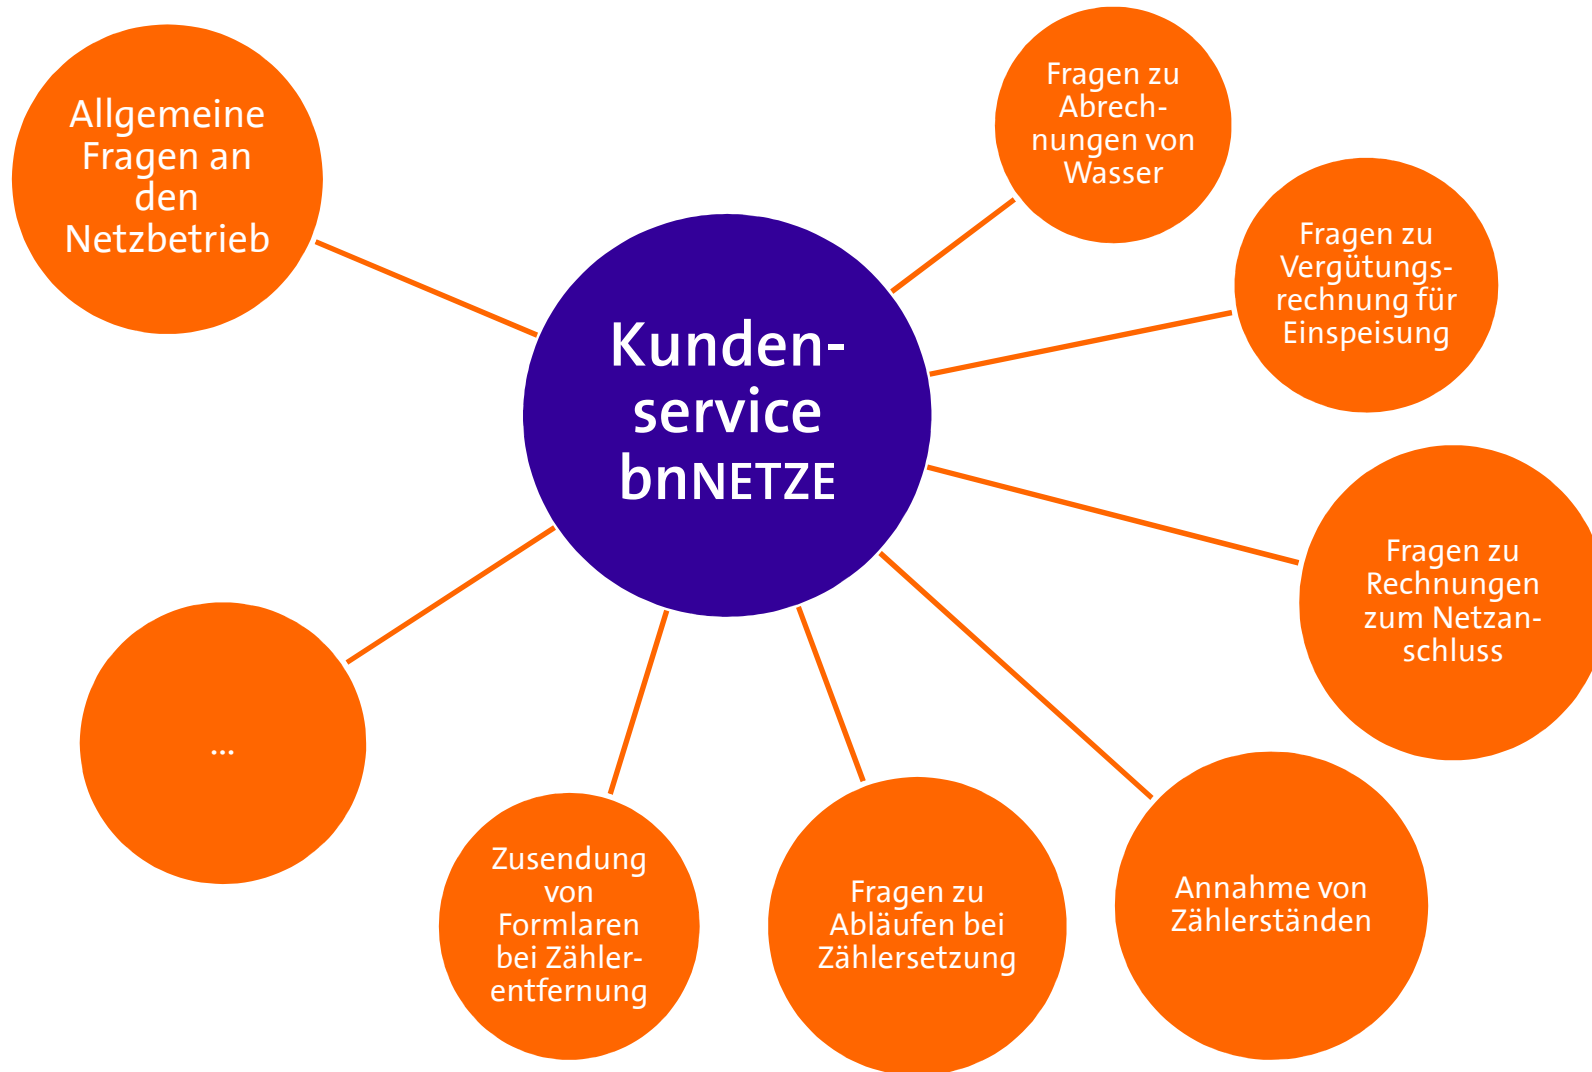 Allgemeine
Fragen an
den
Netzbetrieb
Fragen zu
Abrech-
nungen von
Wasser
Fragen zu
Vergütungs-
rechnung für
Einspeisung
Kunden-
service
bnNETZE
Fragen zu
Rechnungen
zum Netzan-
schluss
...
Zusendung
von
Formlaren
bei Zähler-
entfernung
Fragen zu
Abläufen bei
Zählersetzung
Annahme von
Zählerständen